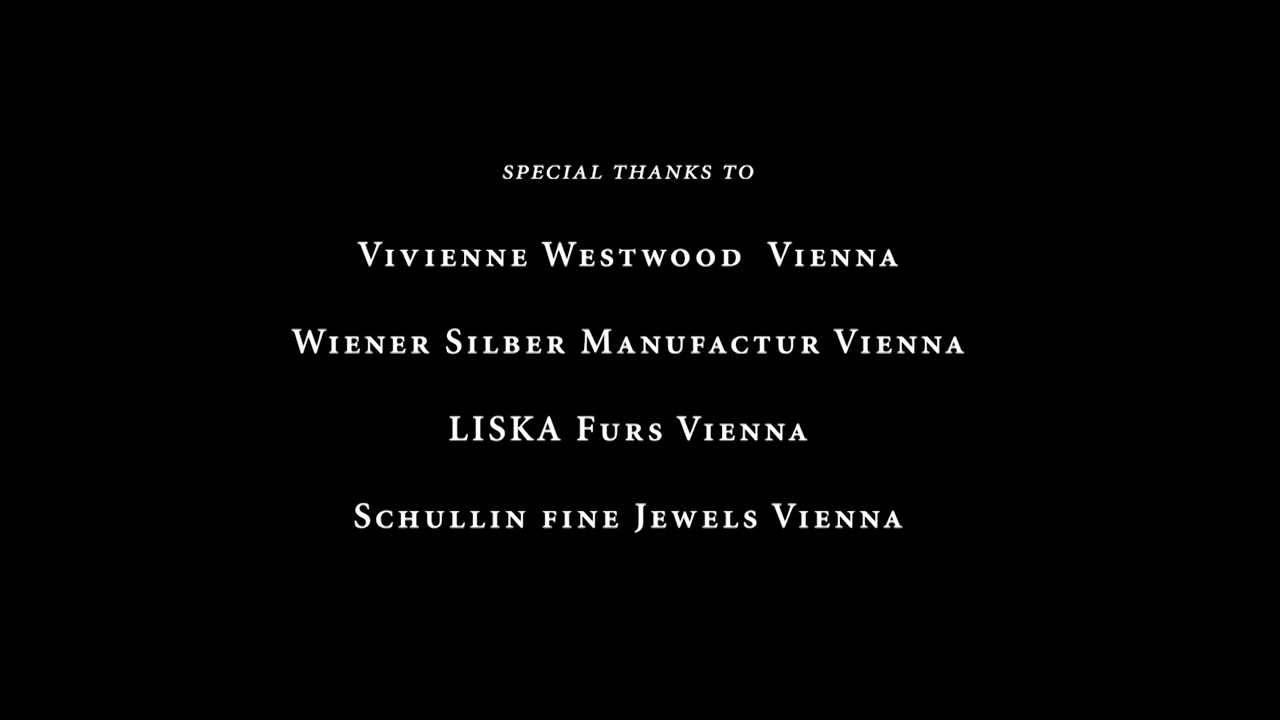 SPECIAL THANKS TO
Vivienne Westwood  Vienna
Wiener Silber Manufactur Vienna
LISKA Furs Vienna
Schullin fine Jewels Vienna